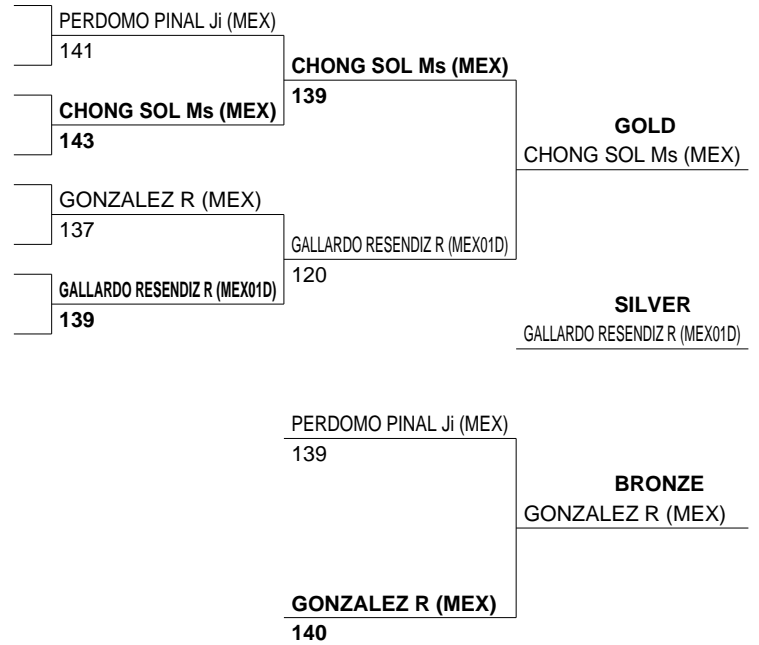 PERDOMO PINAL Ji (MEX)
141
CHONG SOL Ms (MEX)
139
CHONG SOL Ms (MEX)
143
GOLD
CHONG SOL Ms (MEX)
GONZALEZ R (MEX)
137
GALLARDO RESENDIZ R (MEX01D)
120
GALLARDO RESENDIZ R (MEX01D)
139
SILVER
GALLARDO RESENDIZ R (MEX01D)
PERDOMO PINAL Ji (MEX)
139
BRONZE
GONZALEZ R (MEX)
GONZALEZ R (MEX)
140